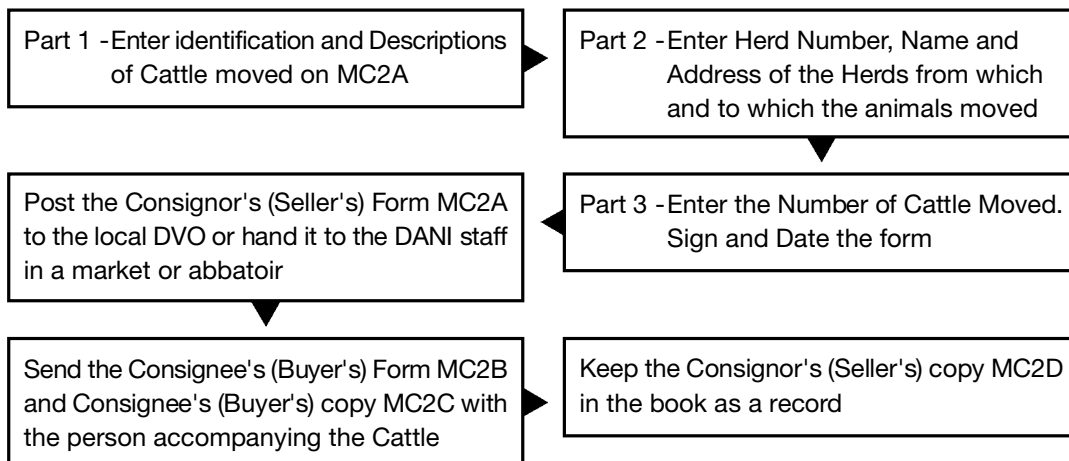 Part 1 -Enter identification and Descriptions
of Cattle moved on MC2A
Part 2 -Enter Herd Number, Name and
Address of the Herds from which
and to which the animals moved
Part 3 -Enter the Number of Cattle Moved.
Sign and Date the form
Post the Consignor's (Seller's) Form MC2A
to the local DVO or hand it to the DANI staff
in a market or abbatoir
Send the Consignee's (Buyer's) Form MC2B
and Consignee's (Buyer's) copy MC2C with
the person accompanying the Cattle
Keep the Consignor's (Seller's) copy MC2D
in the book as a record